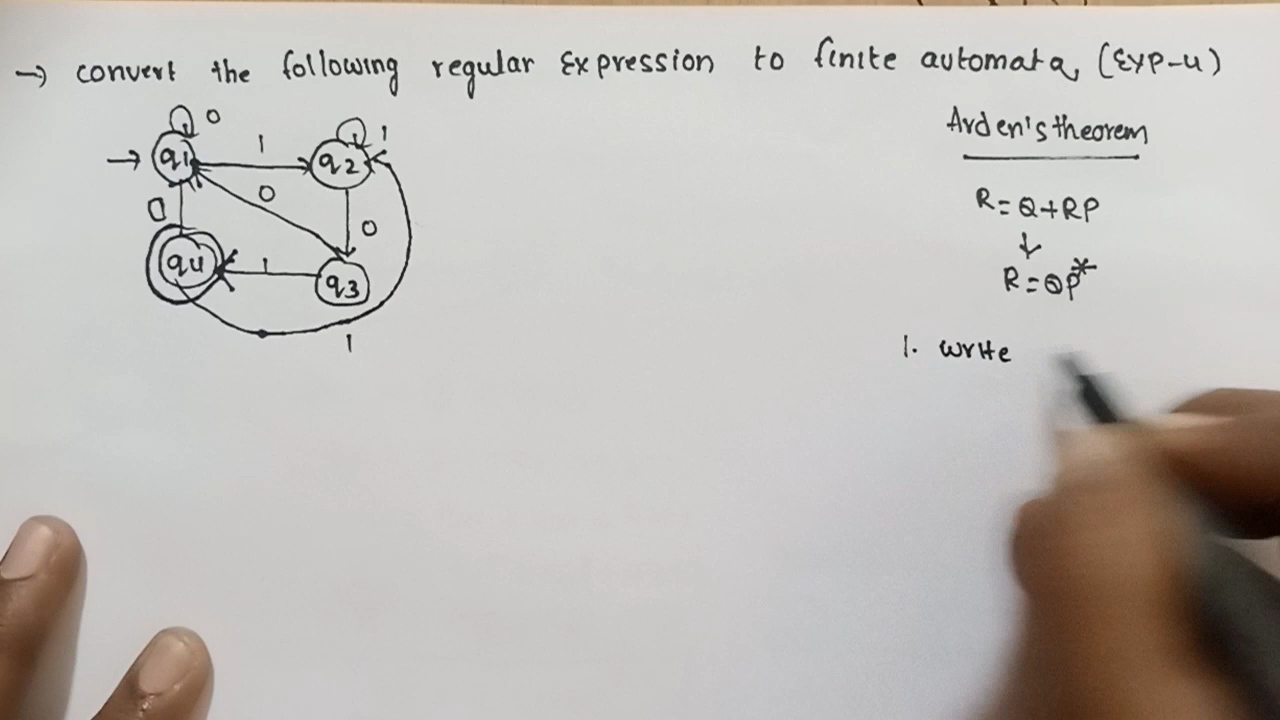 → convert the following regular Expression to finite automata, (Exp-4)
0
→ q1 1 q2 1
0
0 0
q4 1 q3
1
Arden's theorem
R=Q+RP
↓
R=QP*
1. write